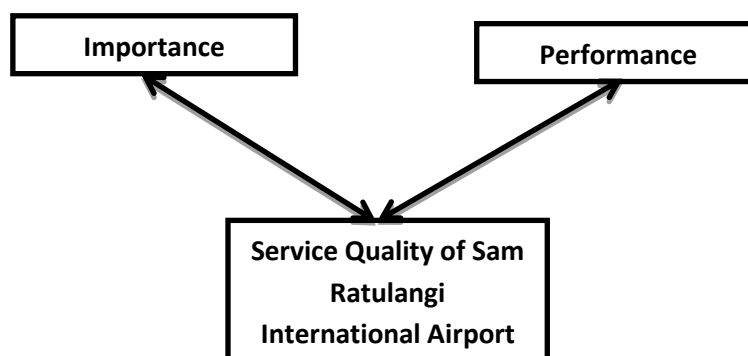 Importance
Performance
Service Quality of Sam
Ratulangi
International Airport